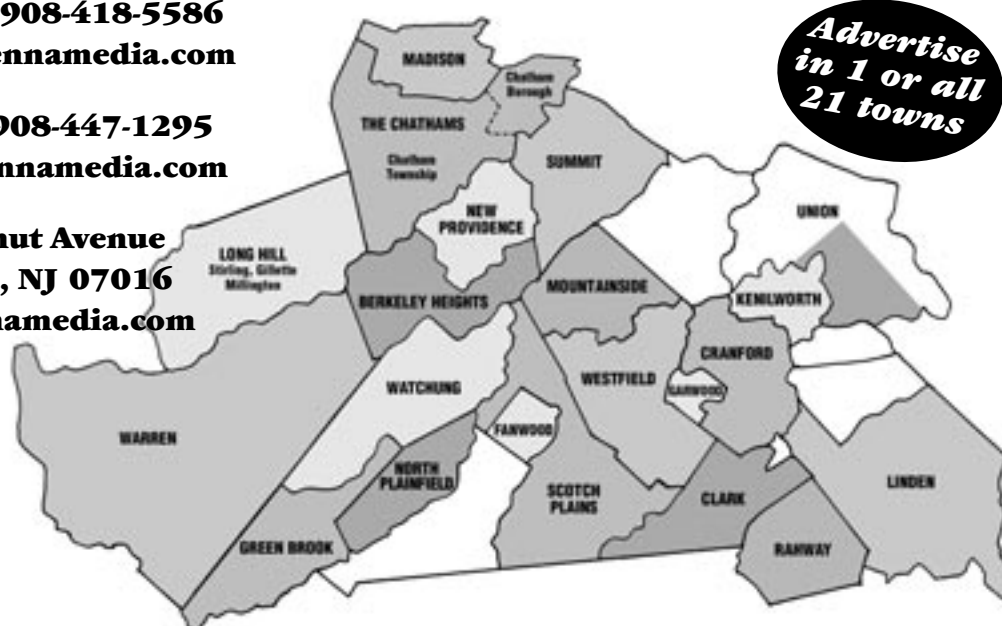 908-418-5586
ennamedia.com
908-447-1295
nnamedia.com
nut Avenue
, NJ 07016
namedia.com
Advertise
in 1 or all
21 towns
MADISON
Chatham
Borough
THE CHATHAMS
Chatham
Township
SUMMIT
NEW
PROVIDENCE
UNION
LONG HILL
Stirling, Gillette
Millington
BERKELEY HEIGHTS
MOUNTAINSIDE
KENILWORTH
CRANFORD
WATCHUNG
WESTFIELD
GARWOOD
WARREN
FANWOOD
NORTH
PLAINFIELD
SCOTCH
PLAINS
CLARK
LINDEN
GREEN BROOK
RAHWAY